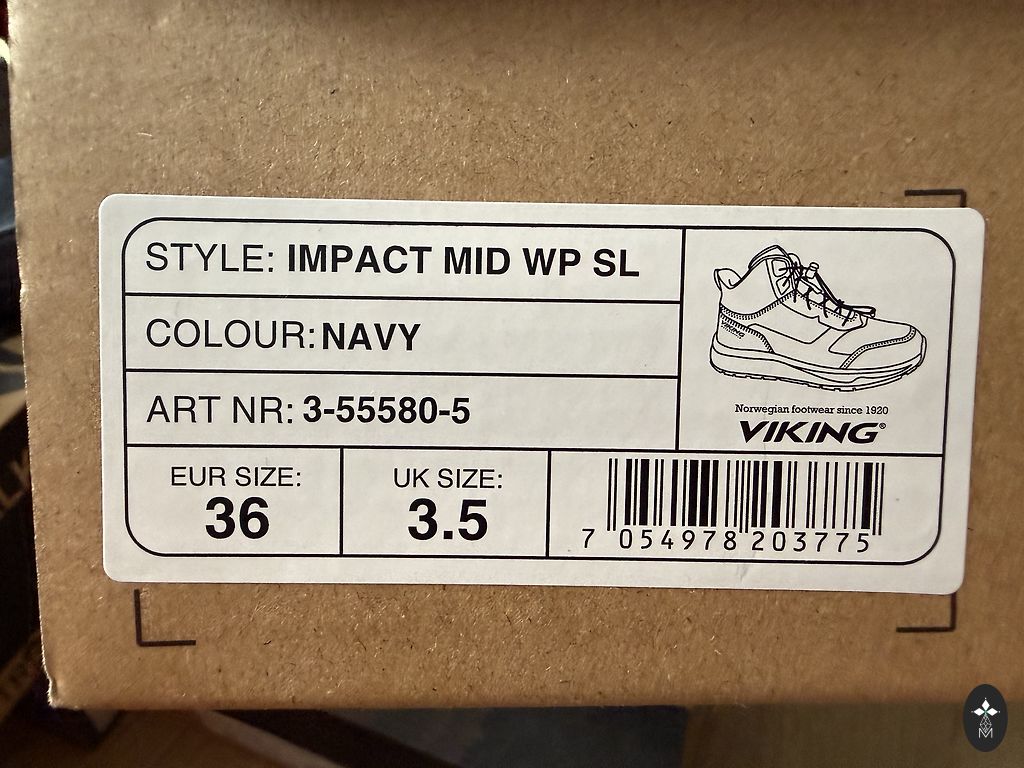 STYLE: IMPACT MID WP SL
COLOUR: NAVY
ART NR: 3-55580-5
Norwegian footwear since 1920
VIKING®
EUR SIZE:
36
UK SIZE:
3.5
7 054978 203775
M